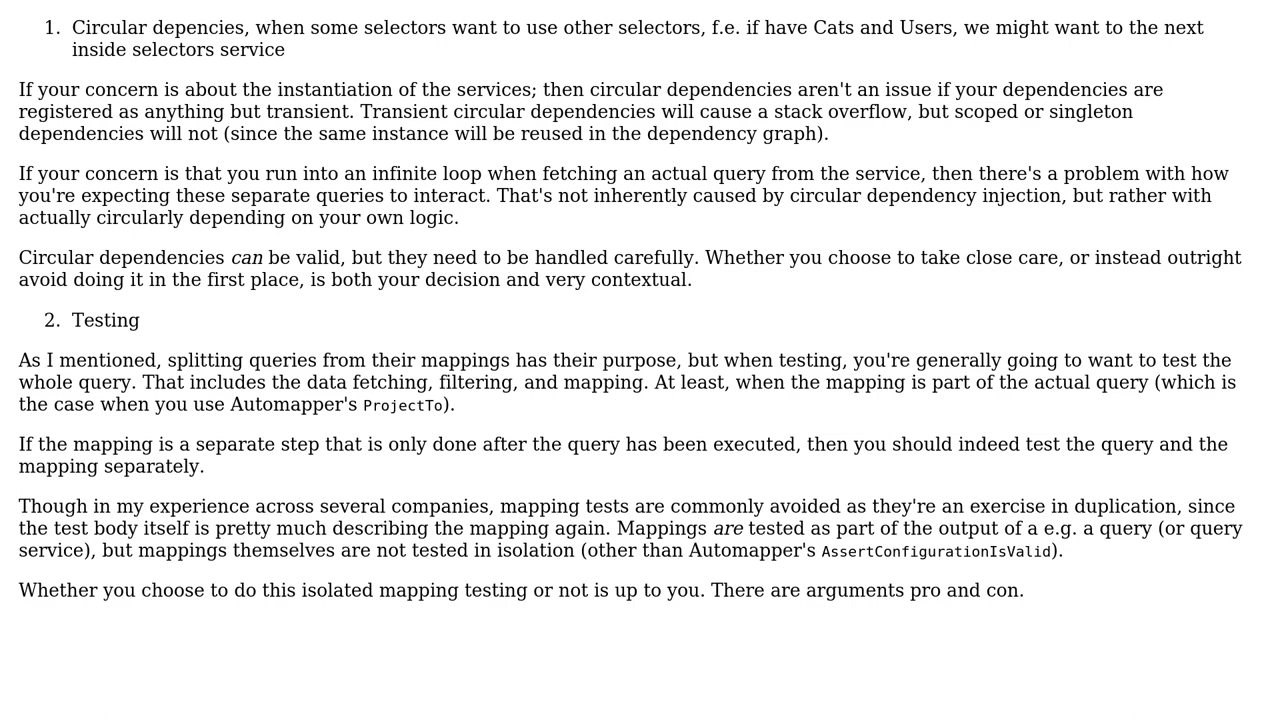 1. Circular depencies, when some selectors want to use other selectors, f.e. if have Cats and Users, we might want to the next
inside selectors service
If your concern is about the instantiation of the services; then circular dependencies aren't an issue if your dependencies are
registered as anything but transient. Transient circular dependencies will cause a stack overflow, but scoped or singleton
dependencies will not (since the same instance will be reused in the dependency graph).
If your concern is that you run into an infinite loop when fetching an actual query from the service, then there's a problem with how
you're expecting these separate queries to interact. That's not inherently caused by circular dependency injection, but rather with
actually circularly depending on your own logic.
Circular dependencies can be valid, but they need to be handled carefully. Whether you choose to take close care, or instead outright
avoid doing it in the first place, is both your decision and very contextual.
2. Testing
As I mentioned, splitting queries from their mappings has their purpose, but when testing, you're generally going to want to test the
whole query. That includes the data fetching, filtering, and mapping. At least, when the mapping is part of the actual query (which is
the case when you use Automapper's ProjectTo).
If the mapping is a separate step that is only done after the query has been executed, then you should indeed test the query and the
mapping separately.
Though in my experience across several companies, mapping tests are commonly avoided as they're an exercise in duplication, since
the test body itself is pretty much describing the mapping again. Mappings are tested as part of the output of a e.g. a query (or query
service), but mappings themselves are not tested in isolation (other than Automapper's AssertConfigurationIsValid).
Whether you choose to do this isolated mapping testing or not is up to you. There are arguments pro and con.